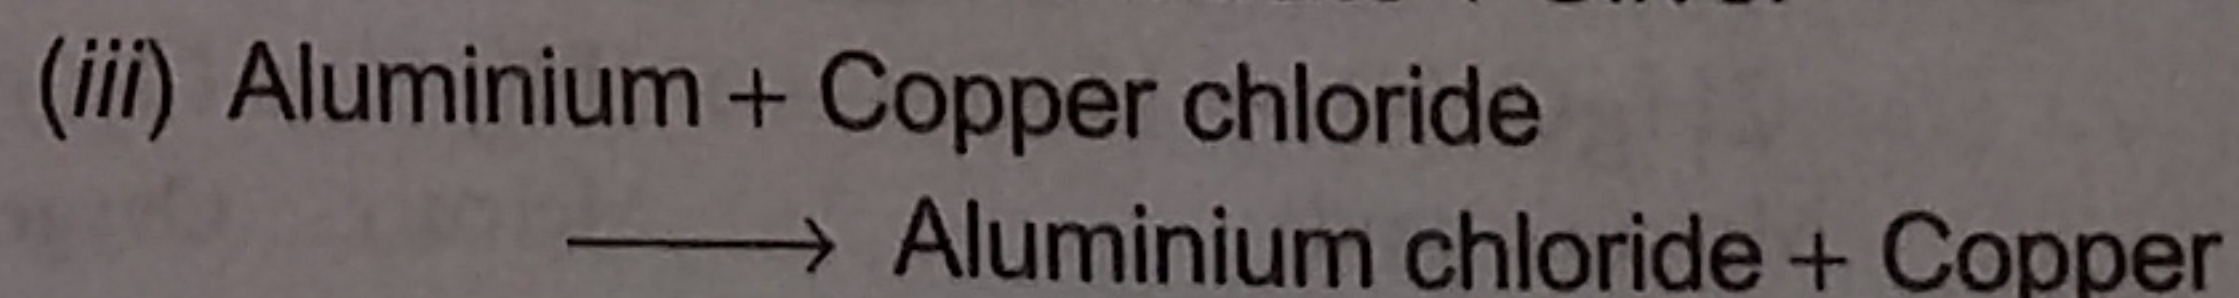 (iii) Aluminium + Copper chloride
⟶ Aluminium chloride + Copper